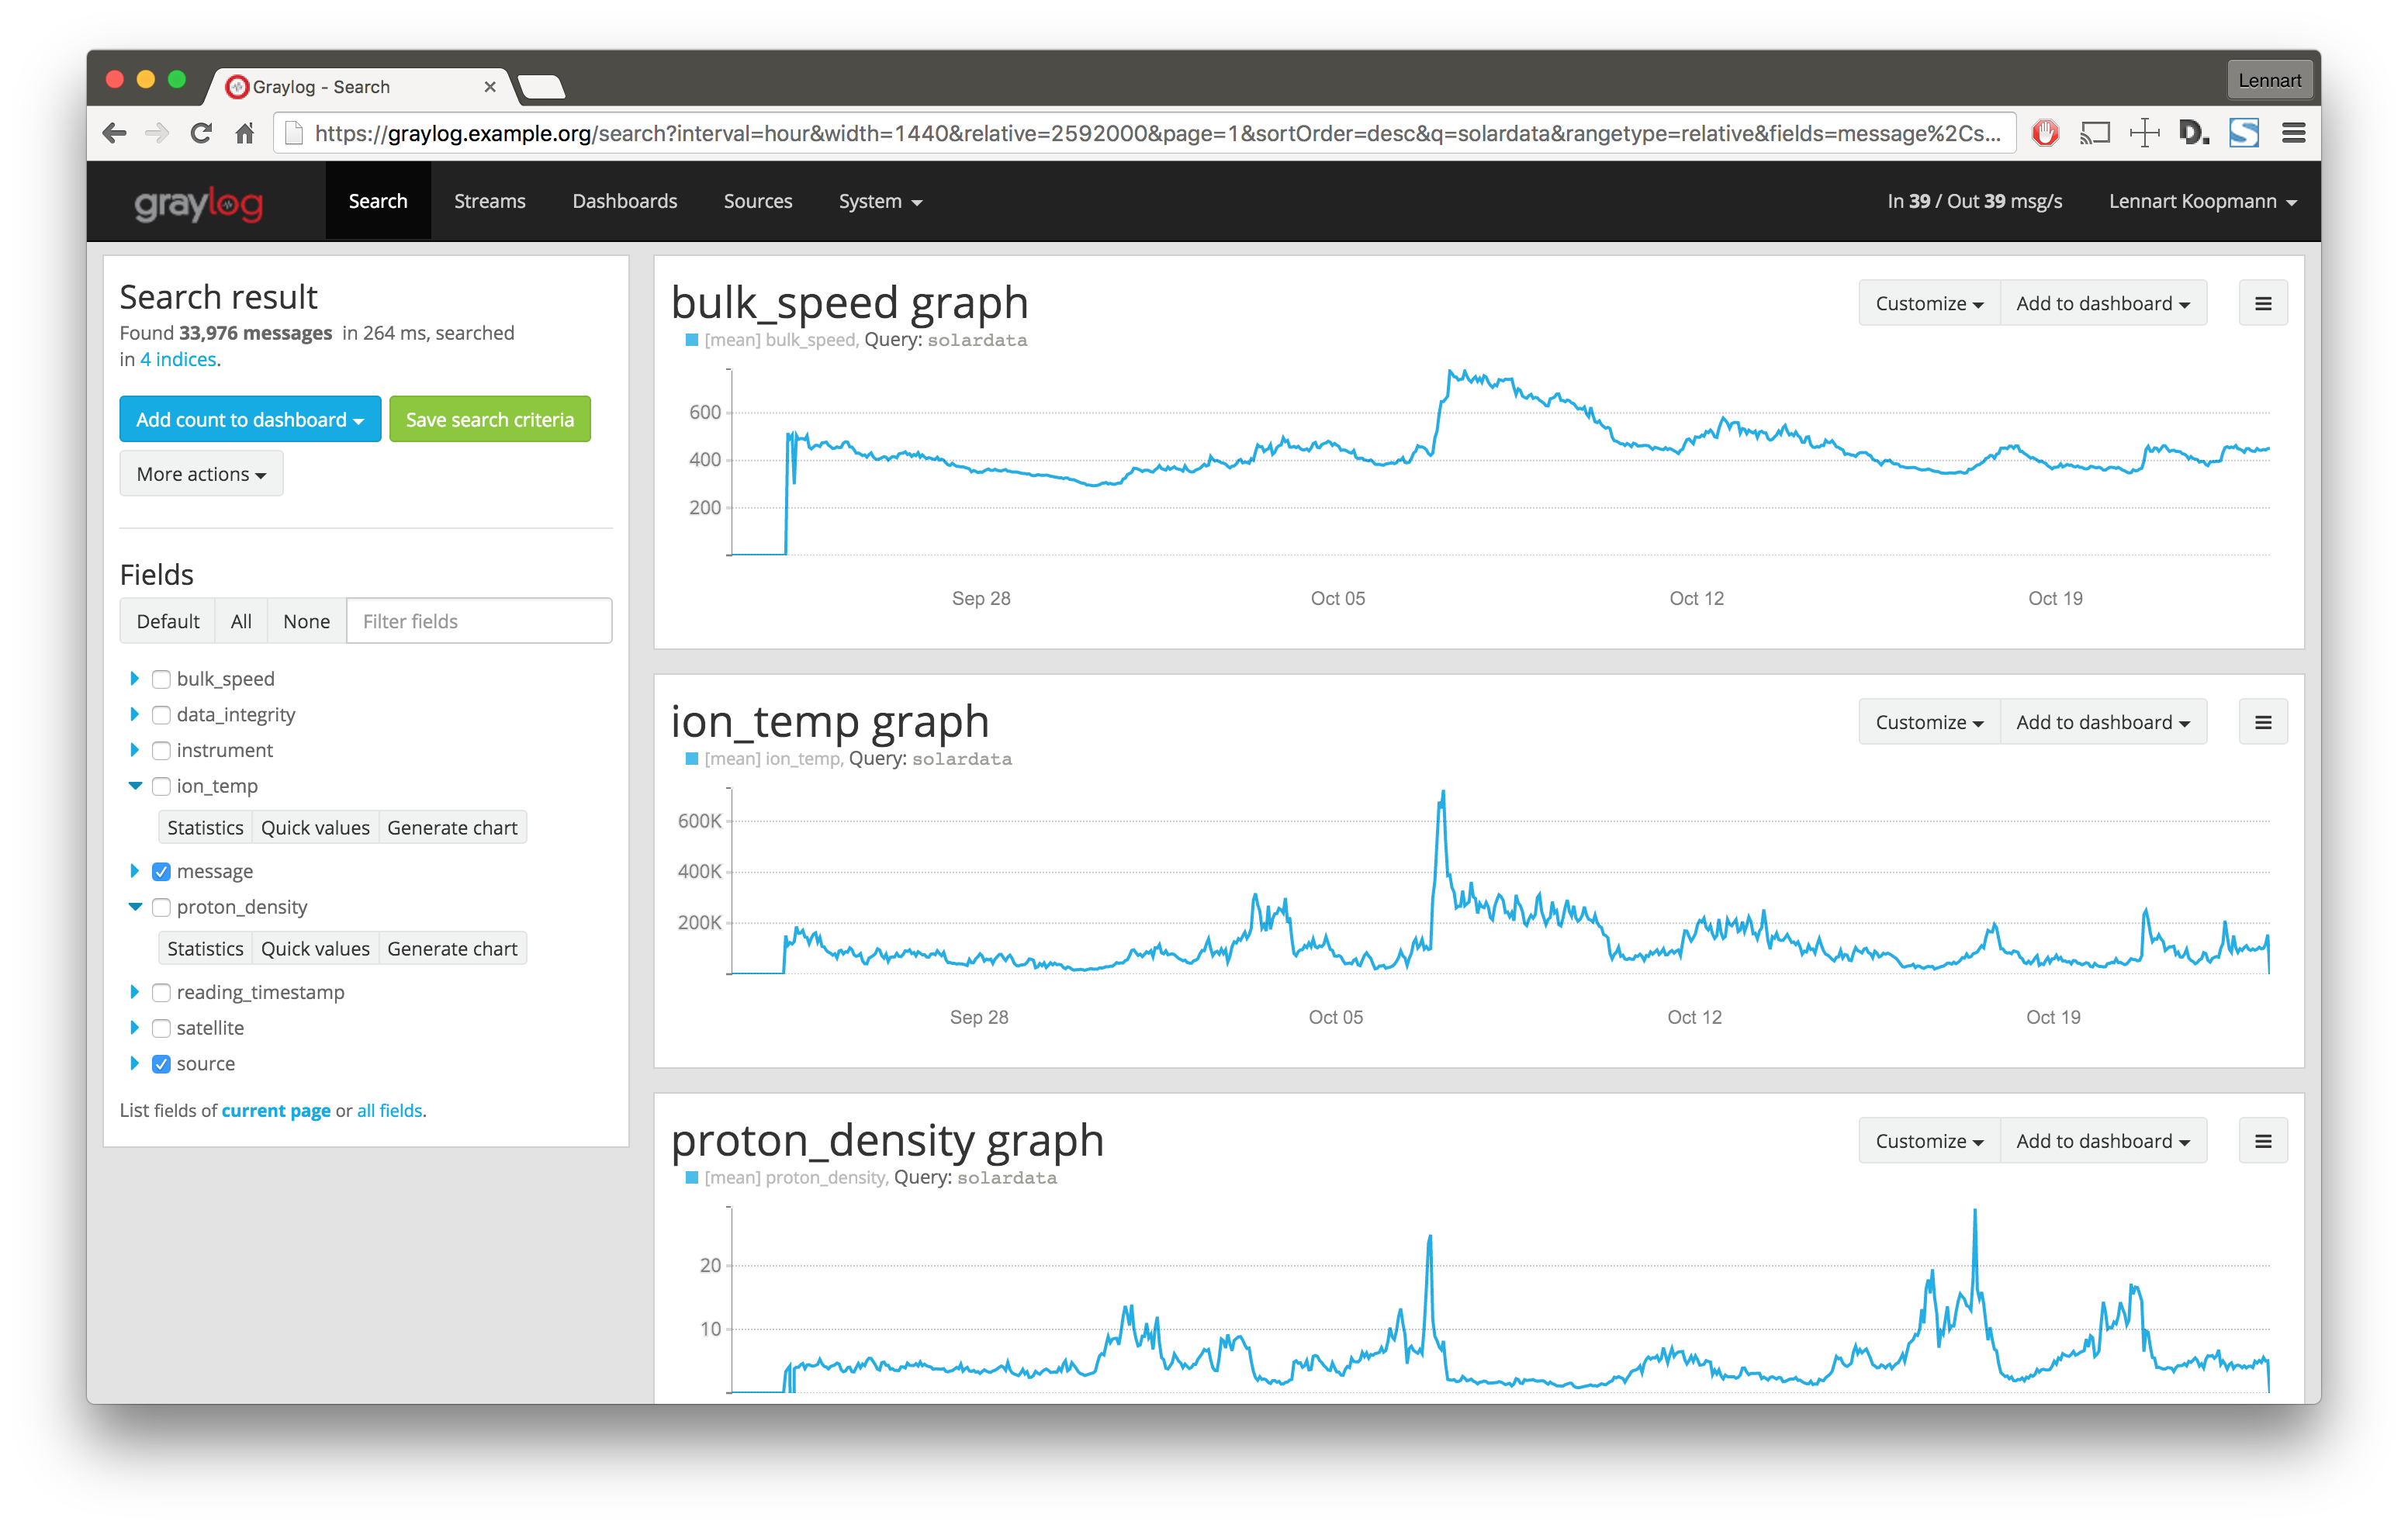 Graylog - Search
Lennart
https://graylog.example.org/search?interval=hour&width=1440&relative=2592000&page=1&sortOrder=desc&q=solardata&rangetype=relative&fields=message%2Cs...
D.
S
graylog
Search
Streams
Dashboards
Sources
System
In 39 / Out 39 msg/s
Lennart Koopmann
Search result
Found 33,976 messages in 264 ms, searched
in 4 indices.
Add count to dashboard
Save search criteria
More actions
Fields
Default
All
None
Filter fields
bulk_speed
data_integrity
instrument
ion_temp
Statistics
Quick values
Generate chart
message
proton_density
Statistics
Quick values
Generate chart
reading_timestamp
satellite
source
List fields of current page or all fields.
bulk_speed graph
Customize
Add to dashboard
[mean] bulk_speed, Query: solardata
600
400
200
Sep 28
Oct 05
Oct 12
Oct 19
ion_temp graph
Customize
Add to dashboard
[mean] ion_temp, Query: solardata
600K
400K
200K
Sep 28
Oct 05
Oct 12
Oct 19
proton_density graph
Customize
Add to dashboard
[mean] proton_density, Query: solardata
20
10